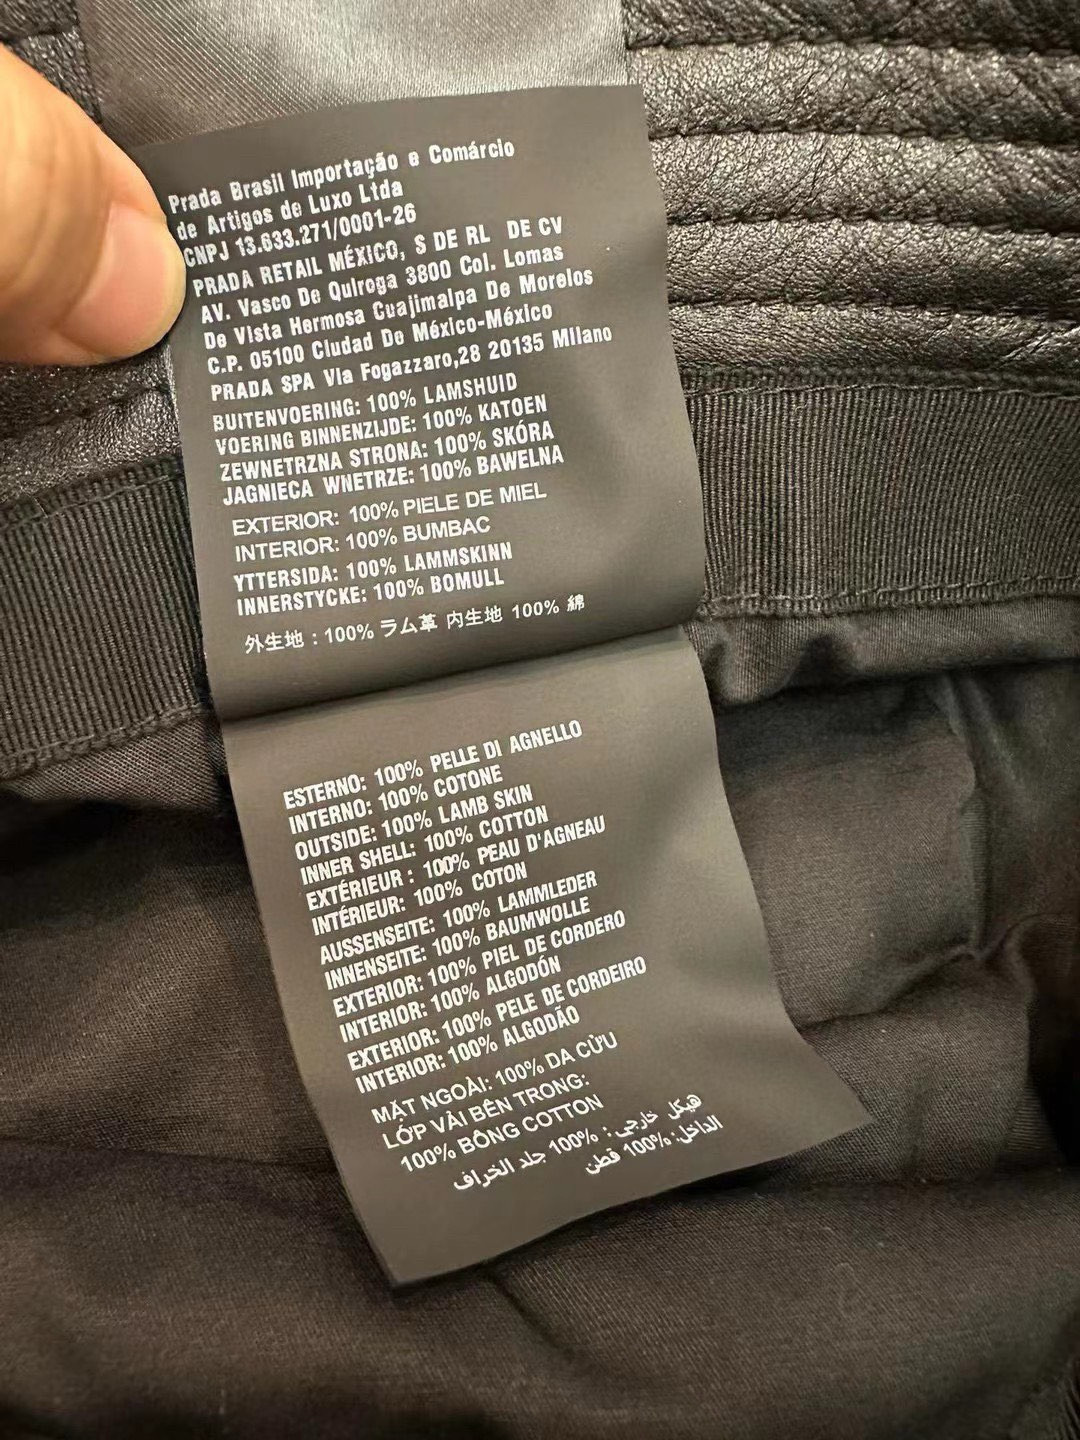 Prada Brasil Importação e Comárcio
de Artigos de Luxo Ltda
CNPJ 13.633.271/0001-26
PRADA RETAIL MÉXICO, S DE RL DE CV
AV. Vasco De Quiroga 3800 Col. Lomas
De Vista Hermosa Cuajimalpa De Morelos
C.P. 05100 Ciudad De México-México
PRADA SPA Via Fogazzaro,28 20135 Milano
BUITENVOERING: 100% LAMSHUID
VOERING BINNENZIJDE: 100% KATOEN
ZEWNETRZNA STRONA: 100% SKÓRA
JAGNIECA WNETRZE: 100% BAWELNA
EXTERIOR: 100% PIELE DE MIEL
INTERIOR: 100% BUMBAC
YTTERSIDA: 100% LAMMSKINN
INNERSTYCKE: 100% BOMULL
外生地 : 100% ラム革 内生地 100% 綿
ESTERNO: 100% PELLE DI AGNELLO
INTERNO: 100% COTONE
OUTSIDE: 100% LAMB SKIN
INNER SHELL: 100% COTTON
EXTÉRIEUR : 100% PEAU D'AGNEAU
INTÉRIEUR: 100% COTON
AUSSENSEITE: 100% LAMMLEDER
INNENSEITE: 100% BAUMWOLLE
EXTERIOR: 100% PIEL DE CORDERO
INTERIOR: 100% ALGODÓN
EXTERIOR: 100% PELE DE CORDEIRO
INTERIOR: 100% ALGODÃO
MẶT NGOÀI: 100% DA CỪU
LỚP VẢI BÊN TRONG:
100% BÔNG COTTON
هيكل خارجي : %100 جلد الخراف
الداخل: %100 قطن